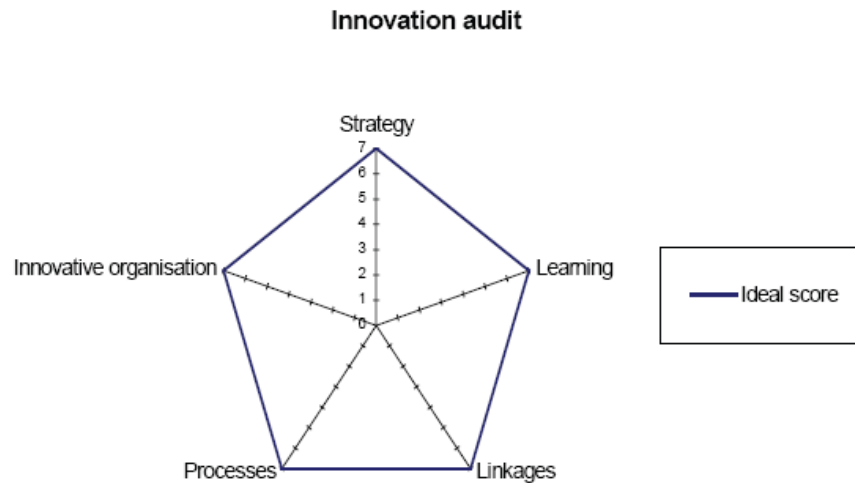 Innovation audit
Strategy
7
6
5
4
3
2
1
0
Innovative organisation
Learning
Ideal score
Processes
Linkages